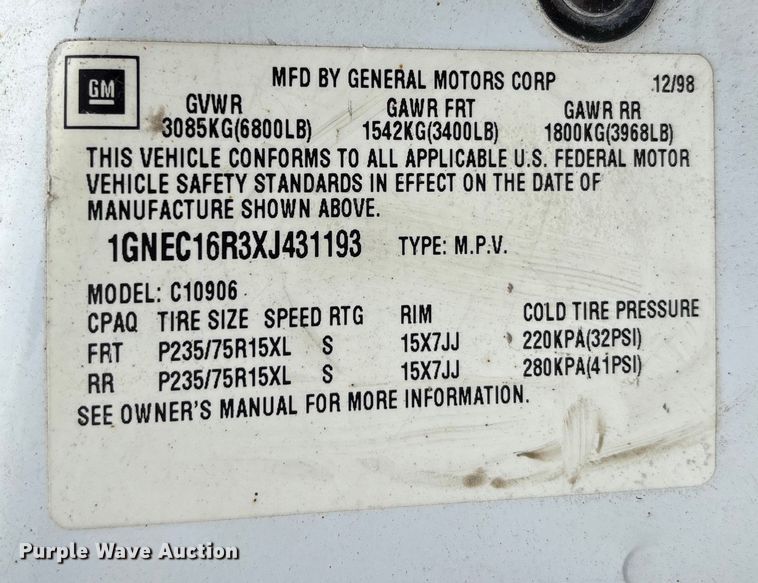 GM
MFD BY GENERAL MOTORS CORP 12/98
GVWR GAWR FRT GAWR RR
3085KG(6800LB) 1542KG(3400LB) 1800KG(3968LB)
THIS VEHICLE CONFORMS TO ALL APPLICABLE U.S. FEDERAL MOTOR
VEHICLE SAFETY STANDARDS IN EFFECT ON THE DATE OF
MANUFACTURE SHOWN ABOVE.
1GNEC16R3XJ431193 TYPE: M.P.V.
MODEL: C10906
CPAQ TIRE SIZE SPEED RTG RIM COLD TIRE PRESSURE
FRT P235/75R15XL S 15X7JJ 220KPA(32PSI)
RR P235/75R15XL S 15X7JJ 280KPA(41PSI)
SEE OWNER'S MANUAL FOR MORE INFORMATION.
Purple Wave Auction